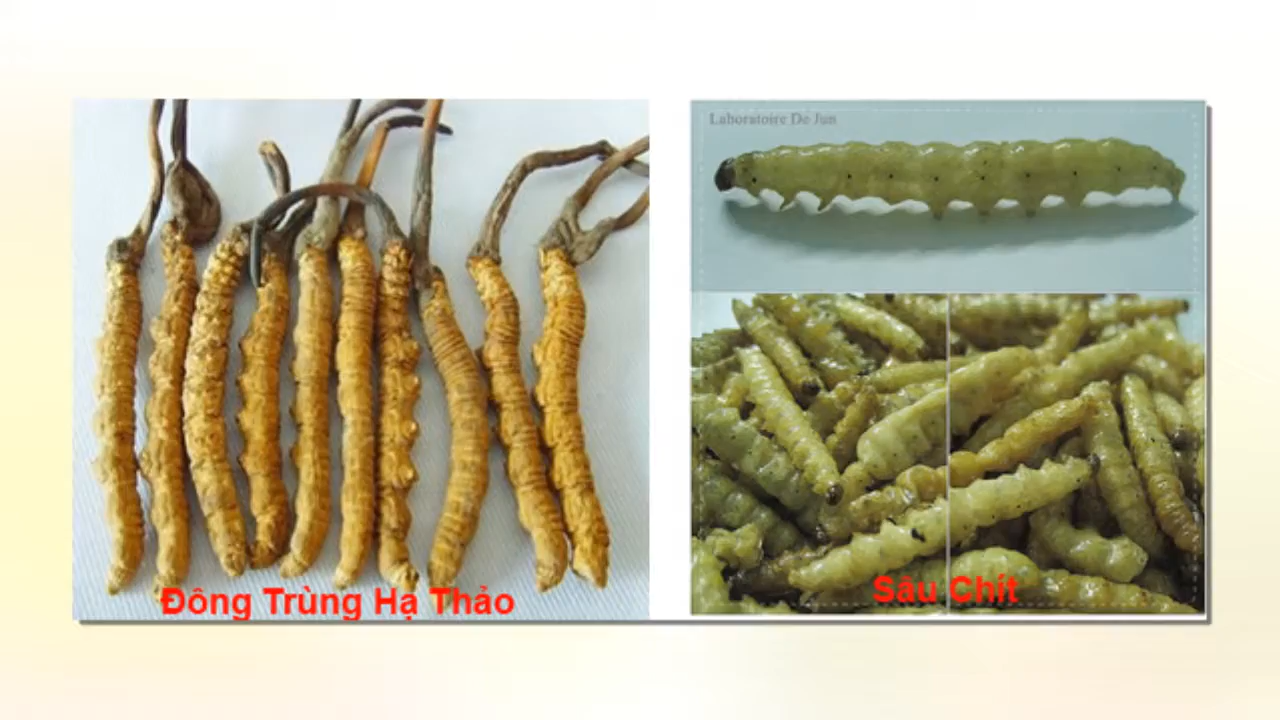 Laboratoire De Jun
Đông Trùng Hạ Thảo
Sâu Chít